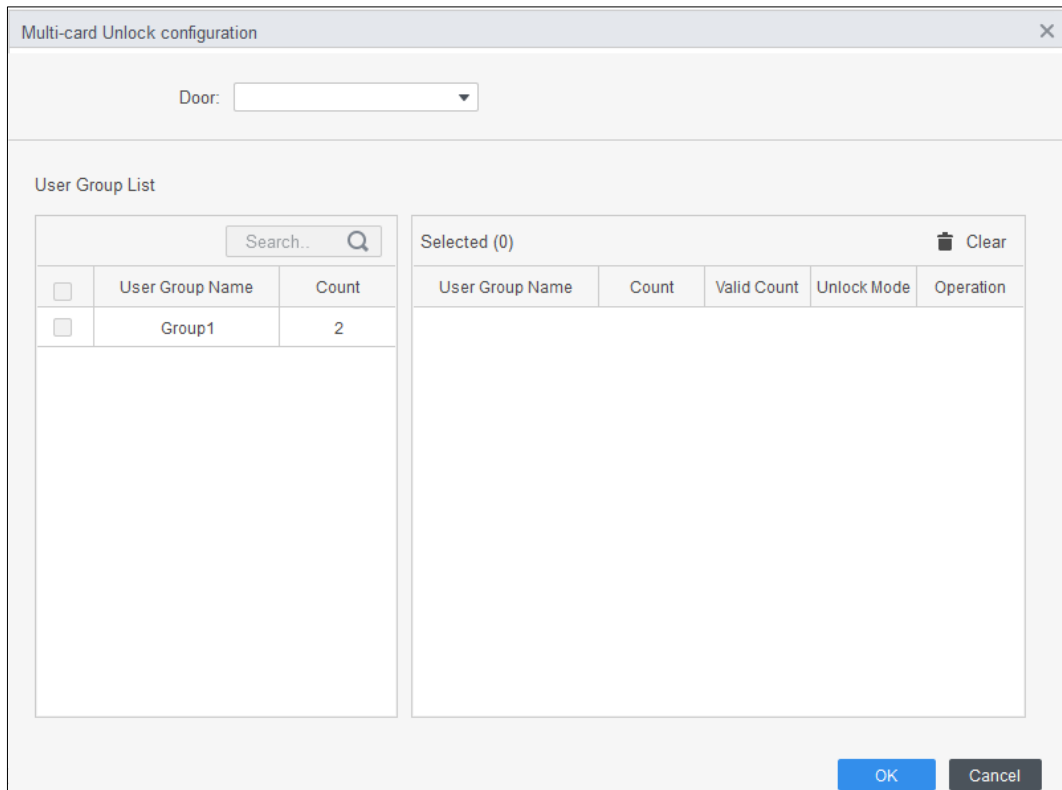 Multi-card Unlock configuration
Door:
User Group List
Search..
Selected (0)
Clear
User Group Name Count
User Group Name Count Valid Count Unlock Mode Operation
Group1 2
OK Cancel